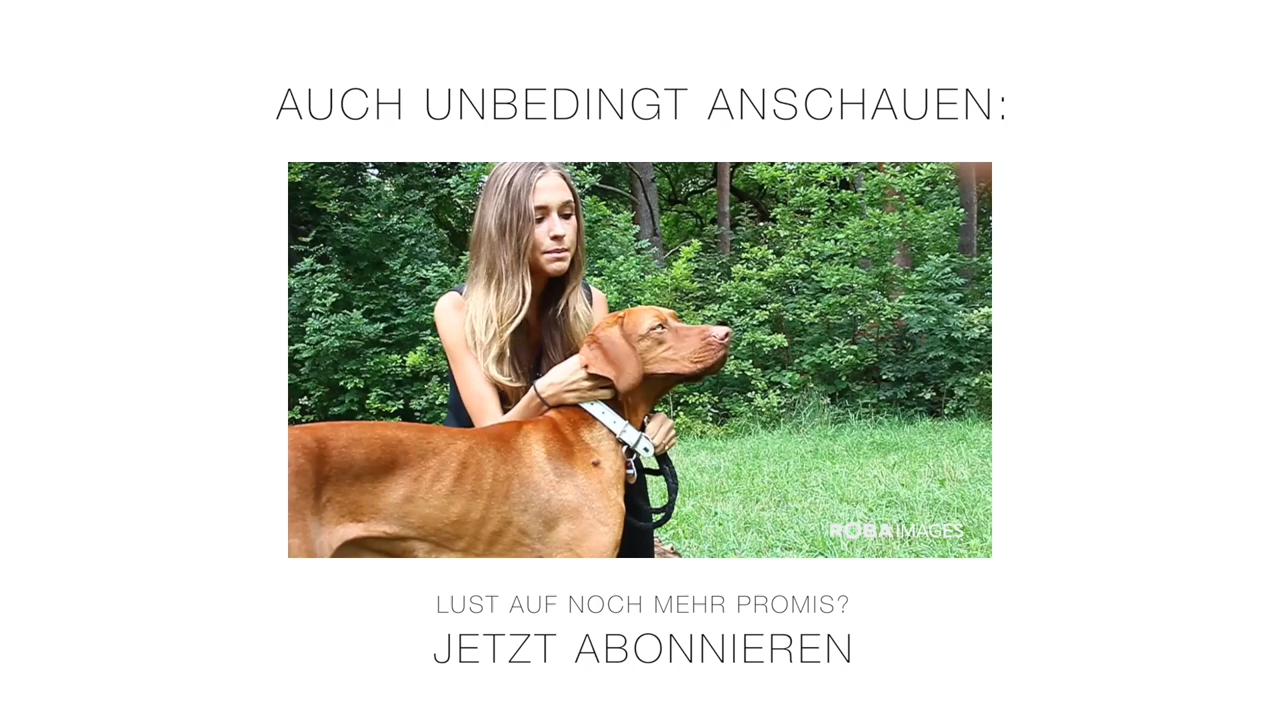 AUCH UNBEDINGT ANSCHAUEN:
ROBA IMAGES
LUST AUF NOCH MEHR PROMIS?
JETZT ABONNIEREN